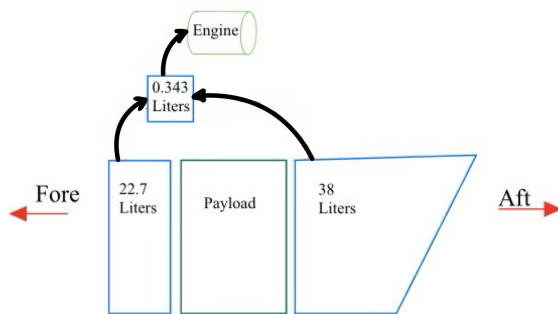 Engine
0.343
Liters
Fore
22.7
Liters
Payload
38
Liters
Aft